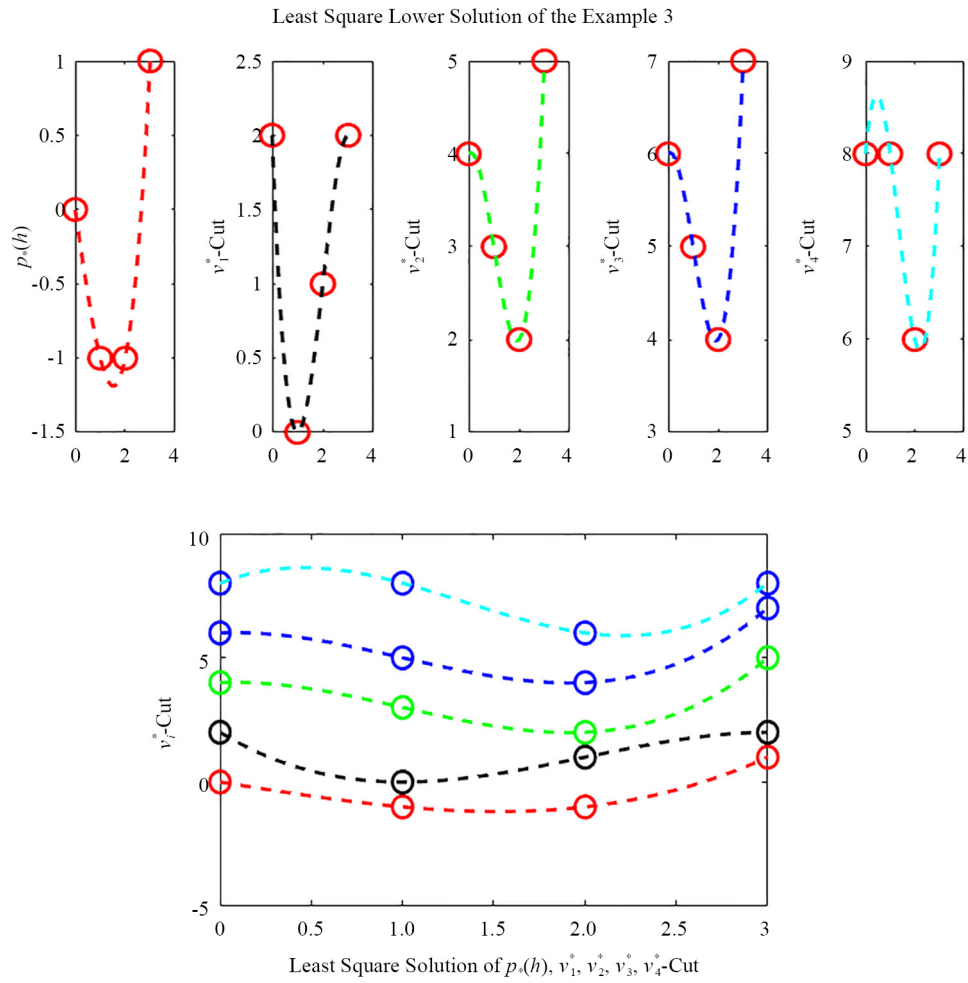 Least Square Lower Solution of the Example 3
p*(h)
1
0.5
0
-0.5
-1
-1.5
0 2 4
v*1-Cut
2.5
2
1.5
1
0.5
0
0 2 4
v*2-Cut
5
4
3
2
1
0 2 4
v*3-Cut
7
6
5
4
3
0 2 4
v*4-Cut
9
8
7
6
5
0 2 4
v*i-Cut
10
5
0
-5
0 0.5 1.0 1.5 2.0 2.5 3
Least Square Solution of p*(h), v*1, v*2, v*3, v*4-Cut